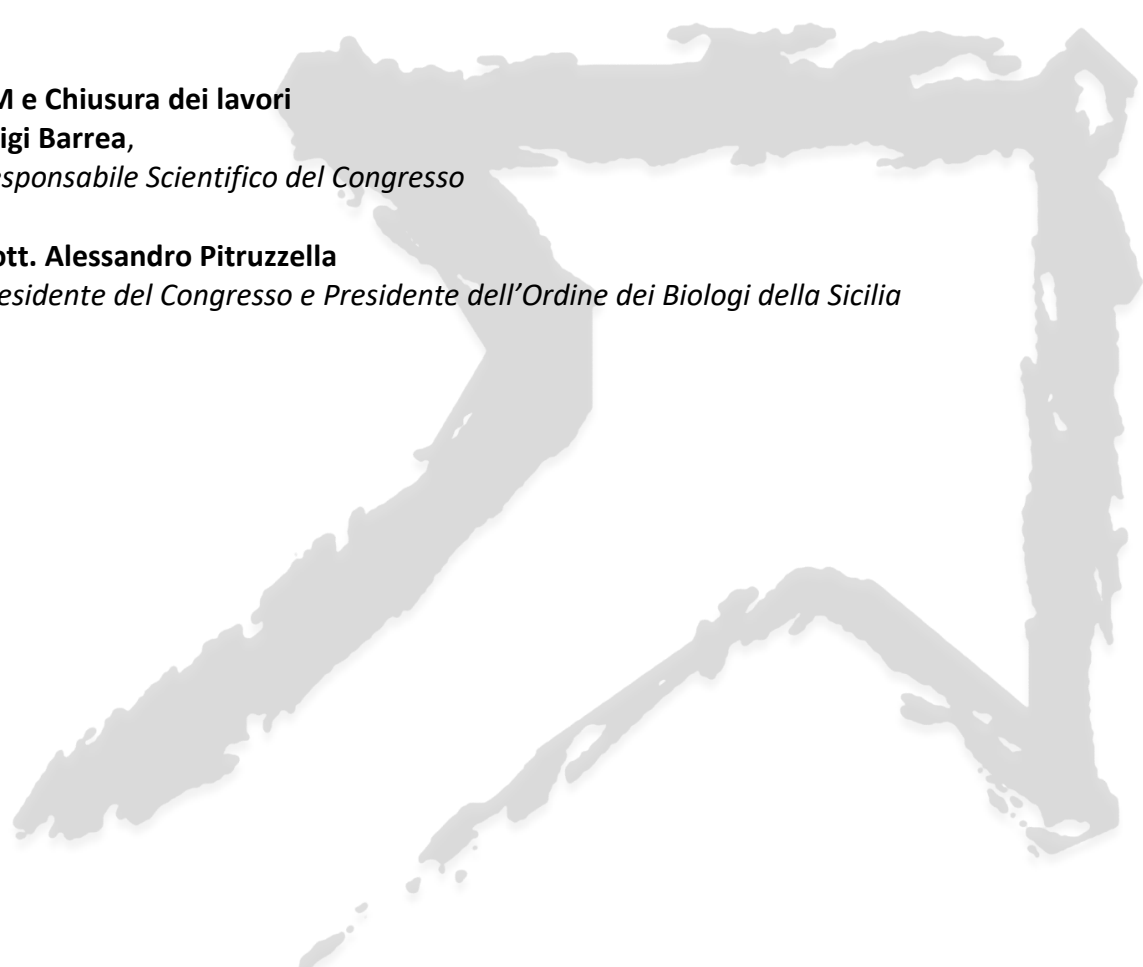 M e Chiusura dei lavori
igi Barrea,
esponsabile Scientifico del Congresso
ott. Alessandro Pitruzzella
esidente del Congresso e Presidente dell’Ordine dei Biologi della Sicilia